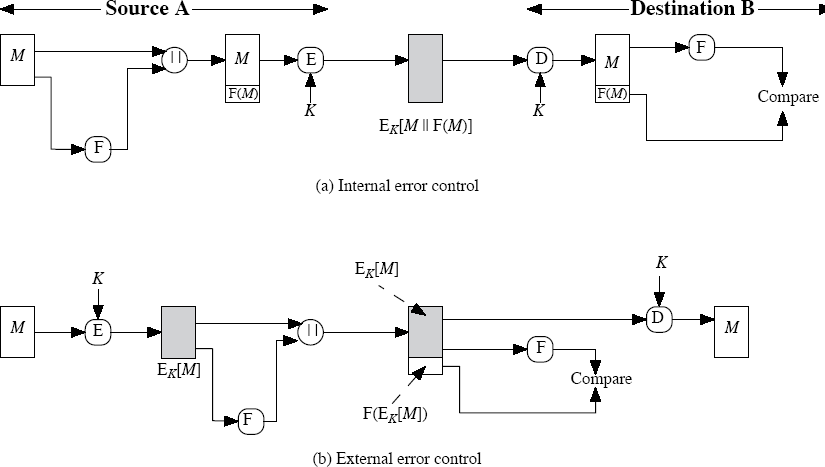 Source A
Destination B
M
||
M
F(M)
E
D
M
F(M)
F
Compare
K
K
F
E_K[M || F(M)]
(a) Internal error control
E_K[M]
K
K
M
E
||
D
M
E_K[M]
F
Compare
F
F(E_K[M])
(b) External error control